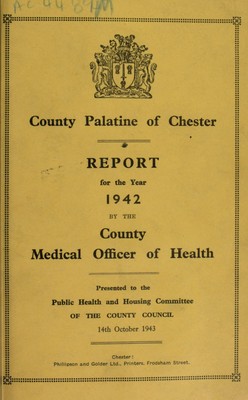 County Palatine of Chester
REPORT
for the Year
1942
BY THE
County
Medical Officer of Health
Presented to the
Public Health and Housing Committee
OF THE COUNTY COUNCIL
14th October 1943
Chester:
Phillipson and Golder Ltd., Printers, Frodsham Street.